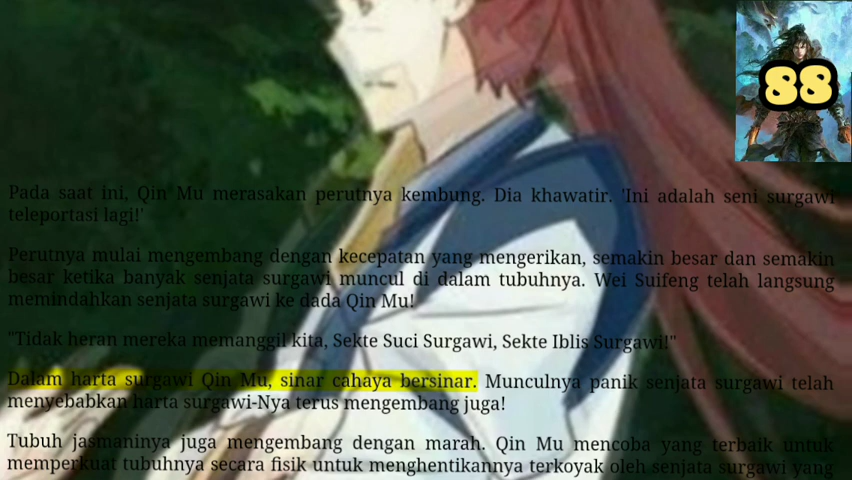 88
Pada saat ini, Qin Mu merasakan perutnya kembung. Dia khawatir. 'Ini adalah seni surgawi
teleportasi lagi!'
Perutnya mulai mengembang dengan kecepatan yang mengerikan, semakin besar dan semakin
besar ketika banyak senjata surgawi muncul di dalam tubuhnya. Wei Suifeng telah langsung
memindahkan senjata surgawi ke dada Qin Mu!
"Tidak heran mereka memanggil kita, Sekte Suci Surgawi, Sekte Iblis Surgawi!"
Dalam harta surgawi Qin Mu, sinar cahaya bersinar. Munculnya panik senjata surgawi telah
menyebabkan harta surgawi-Nya terus mengembang juga!
Tubuh jasmaninya juga mengembang dengan marah. Qin Mu mencoba yang terbaik untuk
memperkuat tubuhnya secara fisik untuk menghentikannya terkoyak oleh senjata surgawi yang